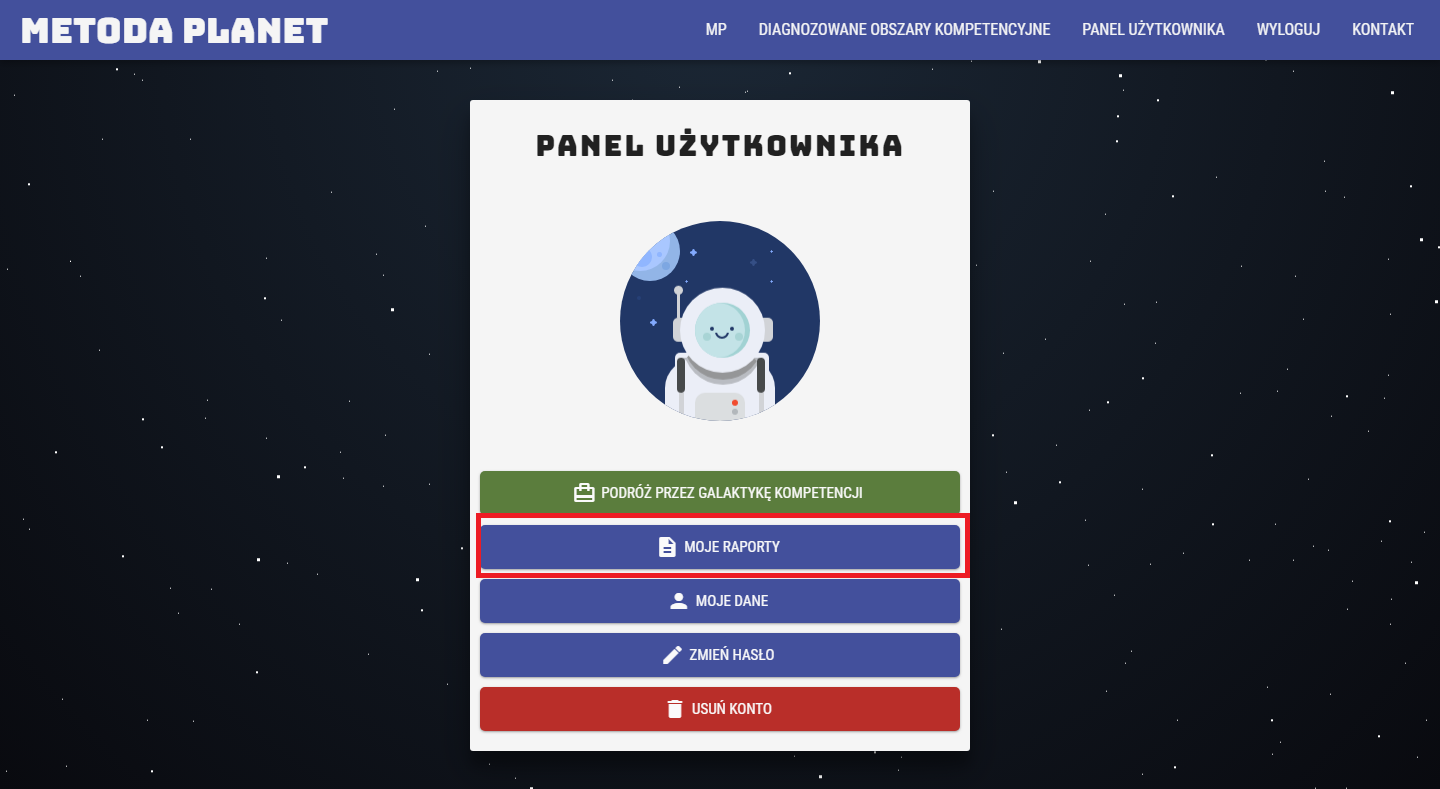 METODA PLANET
MP DIAGNOZOWANE OBSZARY KOMPETENCYJNE PANEL UŻYTKOWNIKA WYLOGUJ KONTAKT
PANEL UŻYTKOWNIKA
PODRÓŻ PRZEZ GALAKTYKĘ KOMPETENCJI
MOJE RAPORTY
MOJE DANE
ZMIEŃ HASŁO
USUŃ KONTO